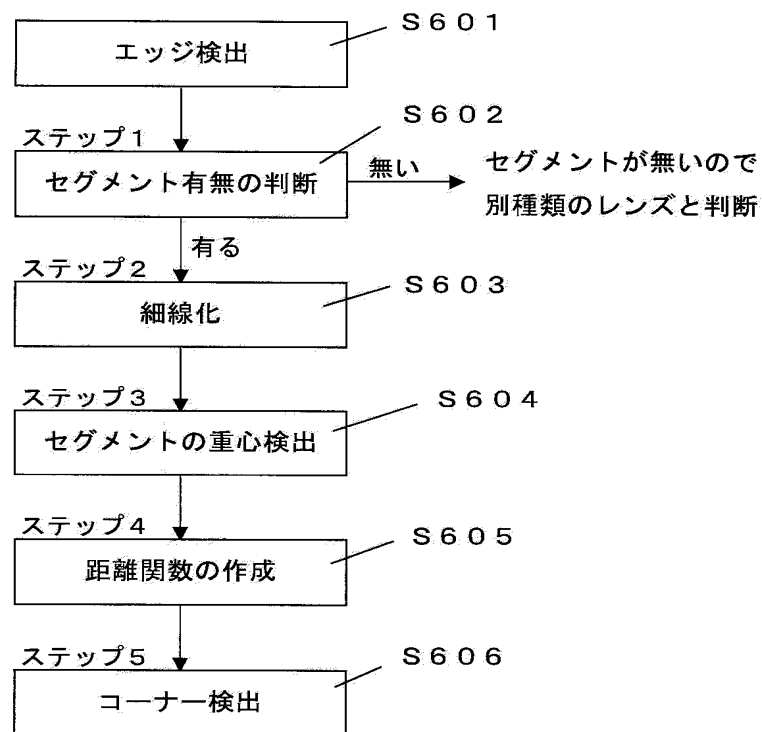 Ｓ６０１
エッジ検出
Ｓ６０２
ステップ１
セグメント有無の判断
無い
セグメントが無いので
別種類のレンズと判断
有る
ステップ２
Ｓ６０３
細線化
ステップ３
Ｓ６０４
セグメントの重心検出
ステップ４
Ｓ６０５
距離関数の作成
ステップ５
Ｓ６０６
コーナー検出